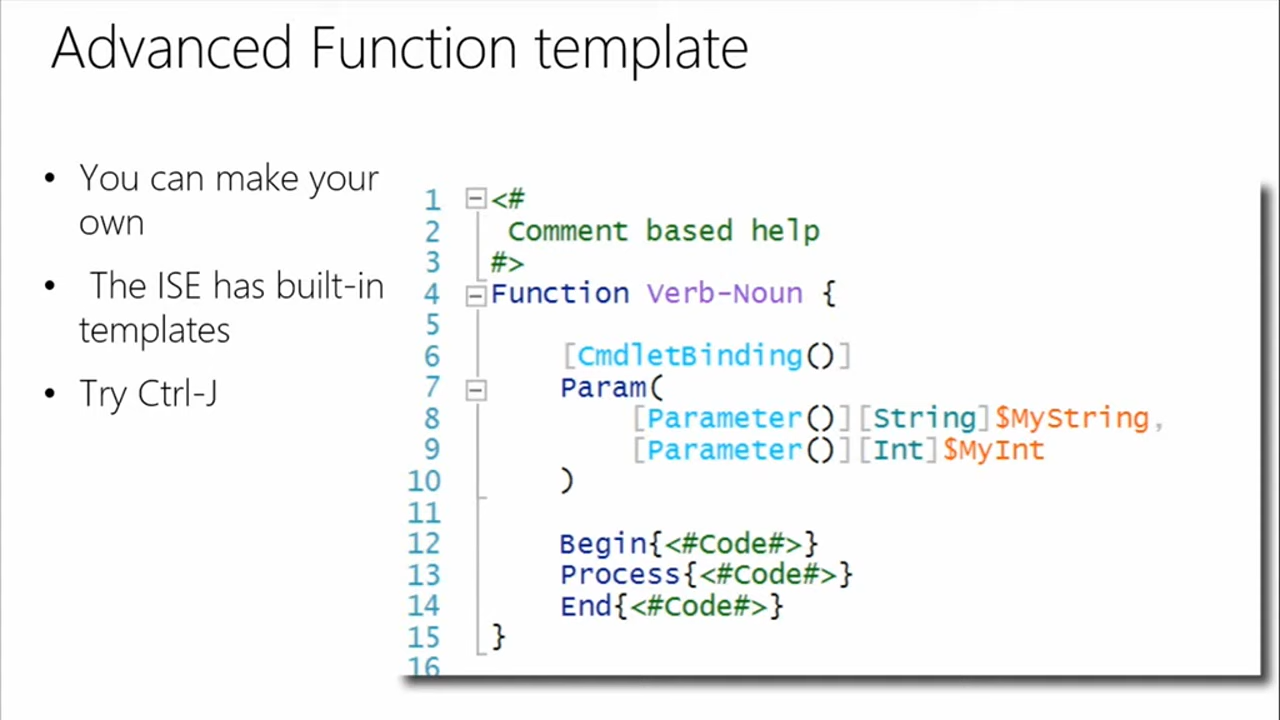 Advanced Function template
• You can make your
own
• The ISE has built-in
templates
• Try Ctrl-J
1 <#
2 Comment based help
3 #>
4 Function Verb-Noun {
5
6 [CmdletBinding()]
7 Param(
8 [Parameter()][String]$MyString,
9 [Parameter()][Int]$MyInt
10 )
11
12 Begin{<#Code#>}
13 Process{<#Code#>}
14 End{<#Code#>}
15 }
16